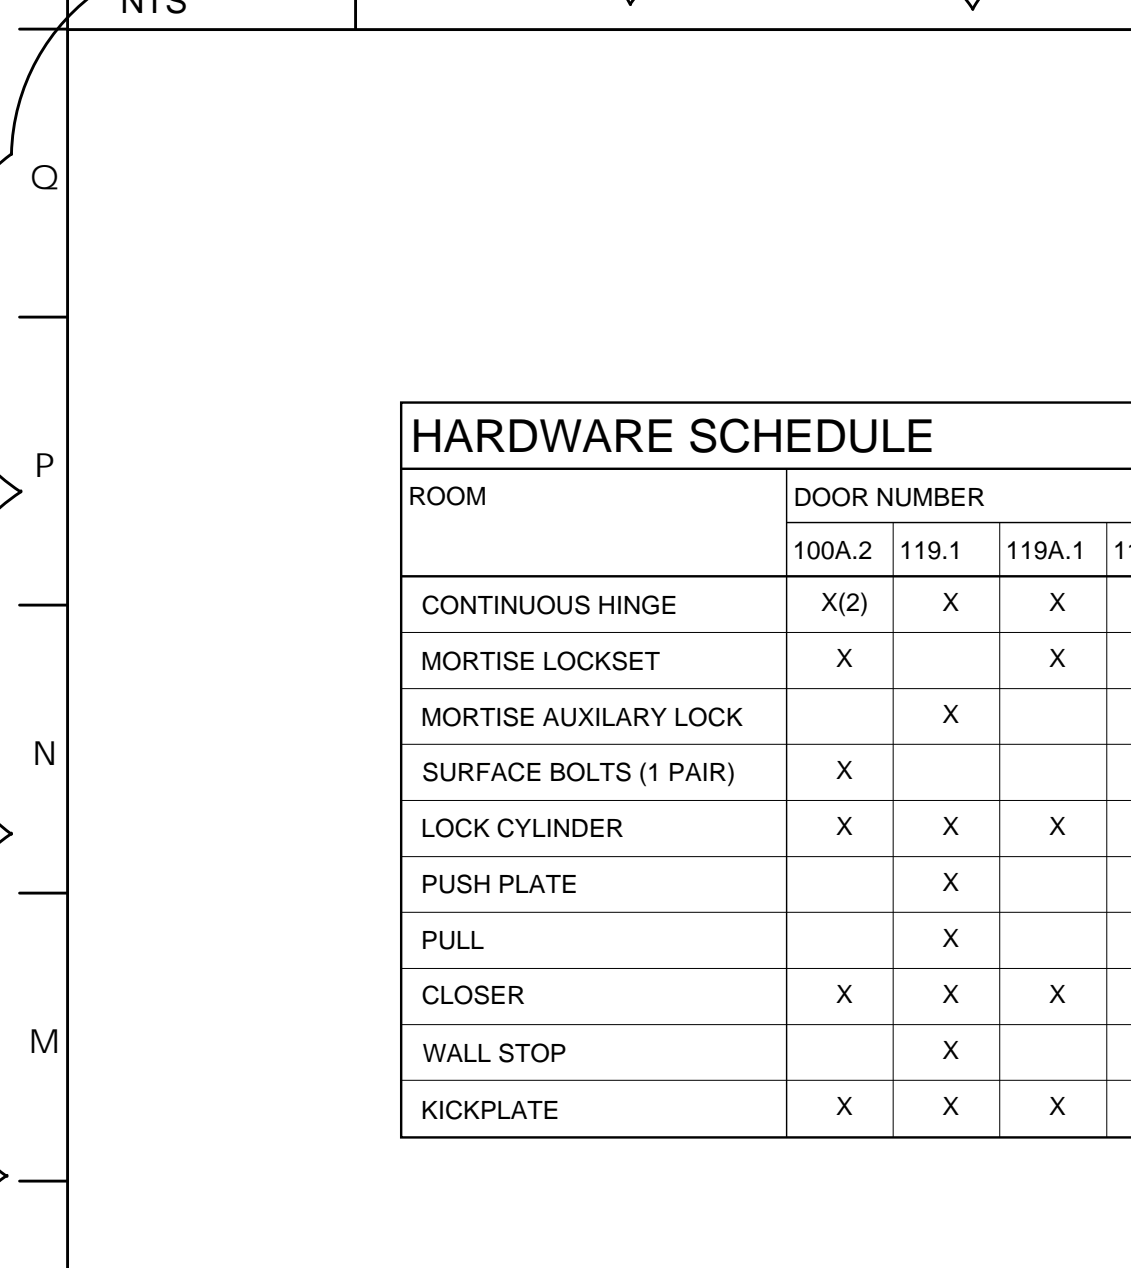 NTS
Q
P
N
M
HARDWARE SCHEDULE
ROOM DOOR NUMBER
100A.2 119.1 119A.1
CONTINUOUS HINGE X(2) X X
MORTISE LOCKSET X X
MORTISE AUXILARY LOCK X
SURFACE BOLTS (1 PAIR) X
LOCK CYLINDER X X X
PUSH PLATE X
PULL X
CLOSER X X X
WALL STOP X
KICKPLATE X X X